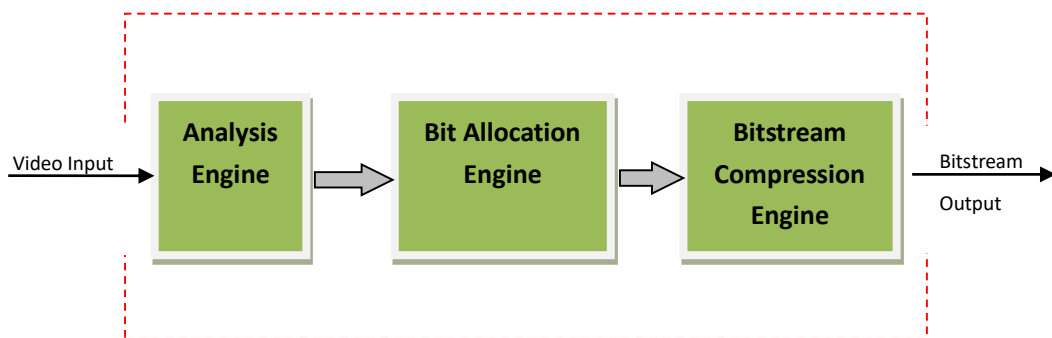 Video Input
Analysis
Engine
Bit Allocation
Engine
Bitstream
Compression
Engine
Bitstream
Output